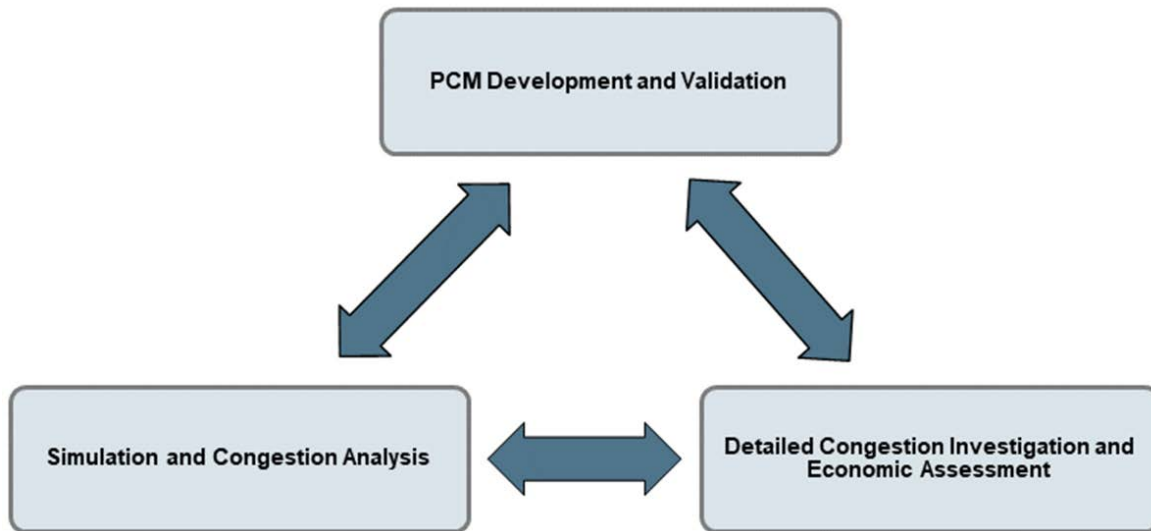 PCM Development and Validation
Simulation and Congestion Analysis
Detailed Congestion Investigation and
Economic Assessment